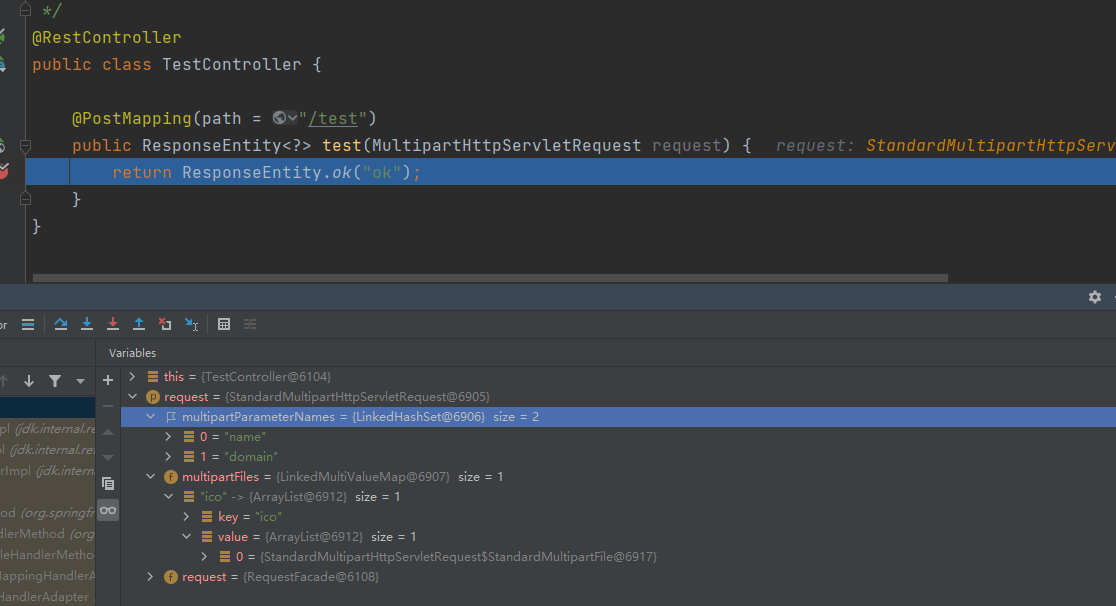 */
@RestController
public class TestController {
@PostMapping(path = "/test")
public ResponseEntity<?> test(MultipartHttpServletRequest request) { request: StandardMultipartHttpServ
return ResponseEntity.ok("ok");
}
}
or
Variables
this = {TestController@6104}
request = {StandardMultipartHttpServletRequest@6905}
multipartParameterNames = {LinkedHashSet@6906} size = 2
pl (jdk.internal.re
0 = "name"
l (jdk.internal.ref
1 = "domain"
rImpl (jdk.intern
multipartFiles = {LinkedMultiValueMap@6907} size = 1
"ico" -> {ArrayList@6912} size = 1
od (org.springfr
key = "ico"
dlerMethod (org
value = {ArrayList@6912} size = 1
leHandlerMetho
0 = {StandardMultipartHttpServletRequest$StandardMultipartFile@6917}
MappingHandlerA
request = {RequestFacade@6108}
HandlerAdapter